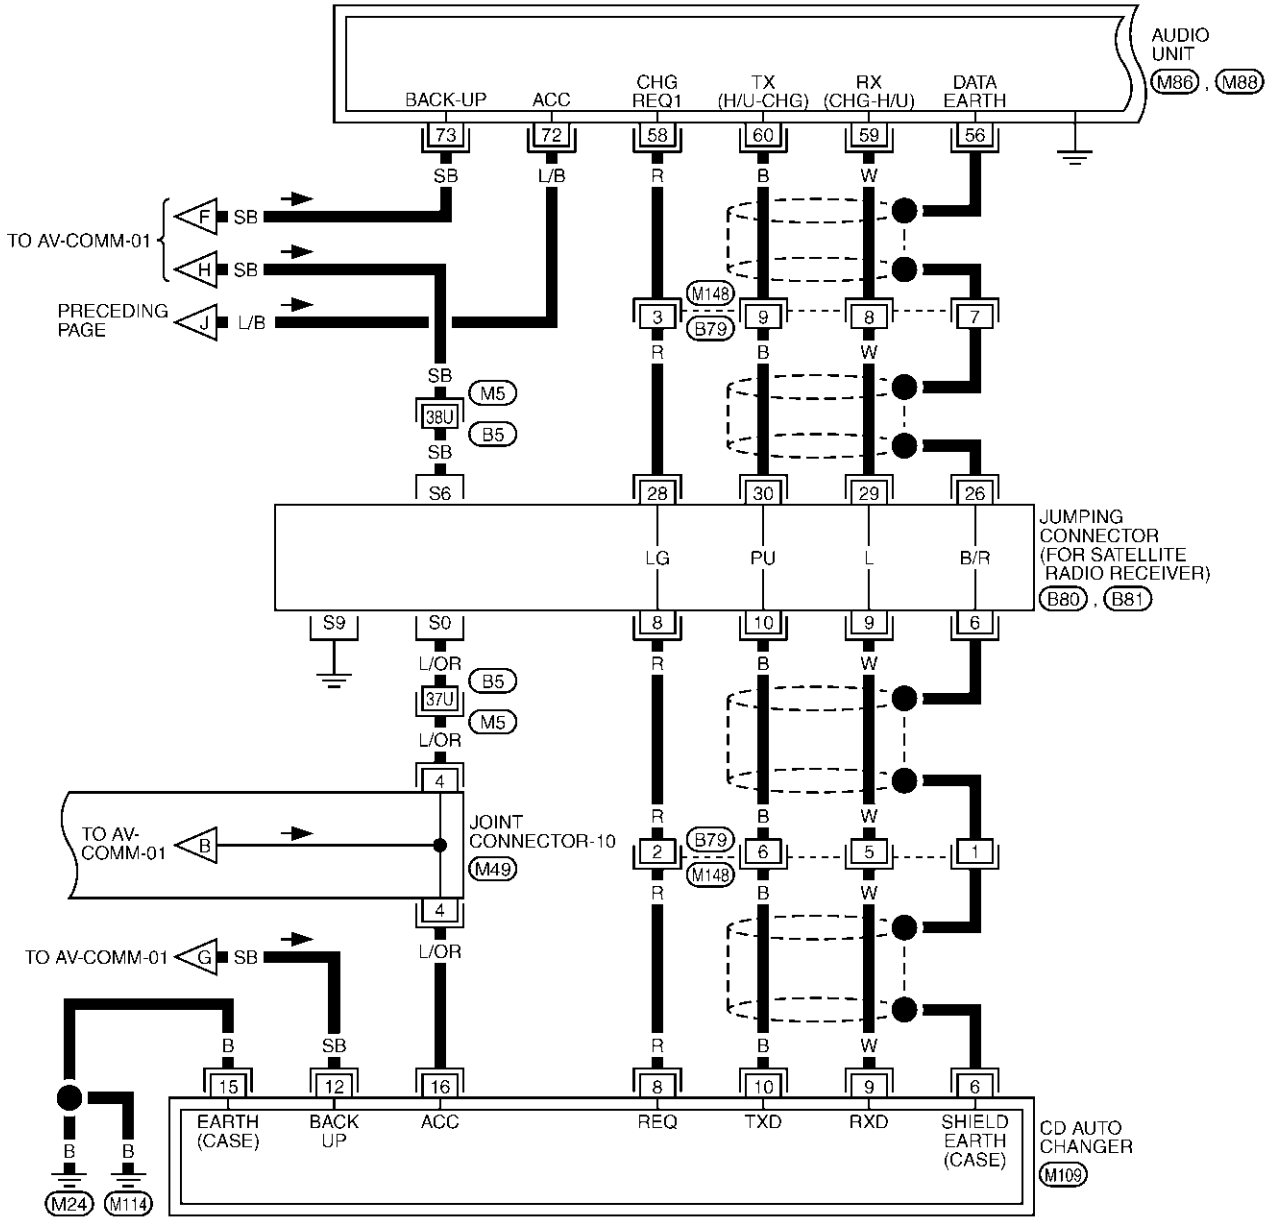 AUDIO
UNIT
M86 , M88
BACK-UP
ACC
CHG
REQ1
TX
(H/U-CHG)
RX
(CHG-H/U)
DATA
EARTH
73
72
58
60
59
56
SB
L/B
R
B
W
TO AV-COMM-01
F
SB
H
SB
PRECEDING
PAGE
J
L/B
M148
3
9
8
7
B79
R
B
W
SB
M5
38U
B5
SB
S6
28
30
29
26
LG
PU
L
B/R
JUMPING
CONNECTOR
(FOR SATELLITE
RADIO RECEIVER)
B80 , B81
S9
S0
8
10
9
6
L/OR
R
B
W
B5
37U
M5
L/OR
4
TO AV-
COMM-01
B
JOINT
CONNECTOR-10
M49
R
B
W
B79
2
6
5
1
M148
R
B
W
4
L/OR
TO AV-COMM-01
G
SB
B
SB
R
B
W
15
12
16
8
10
9
6
EARTH
(CASE)
BACK
UP
ACC
REQ
TXD
RXD
SHIELD
EARTH
(CASE)
CD AUTO
CHANGER
M109
B
B
M24
M114